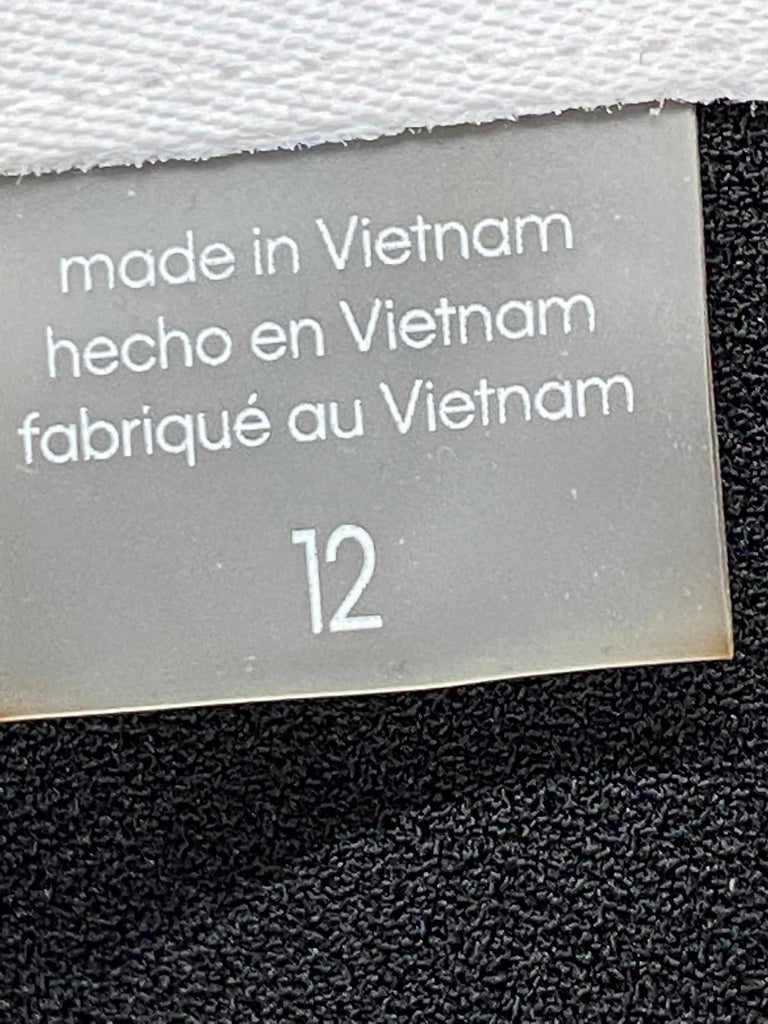 made in Vietnam
hecho en Vietnam
fabriqué au Vietnam
12